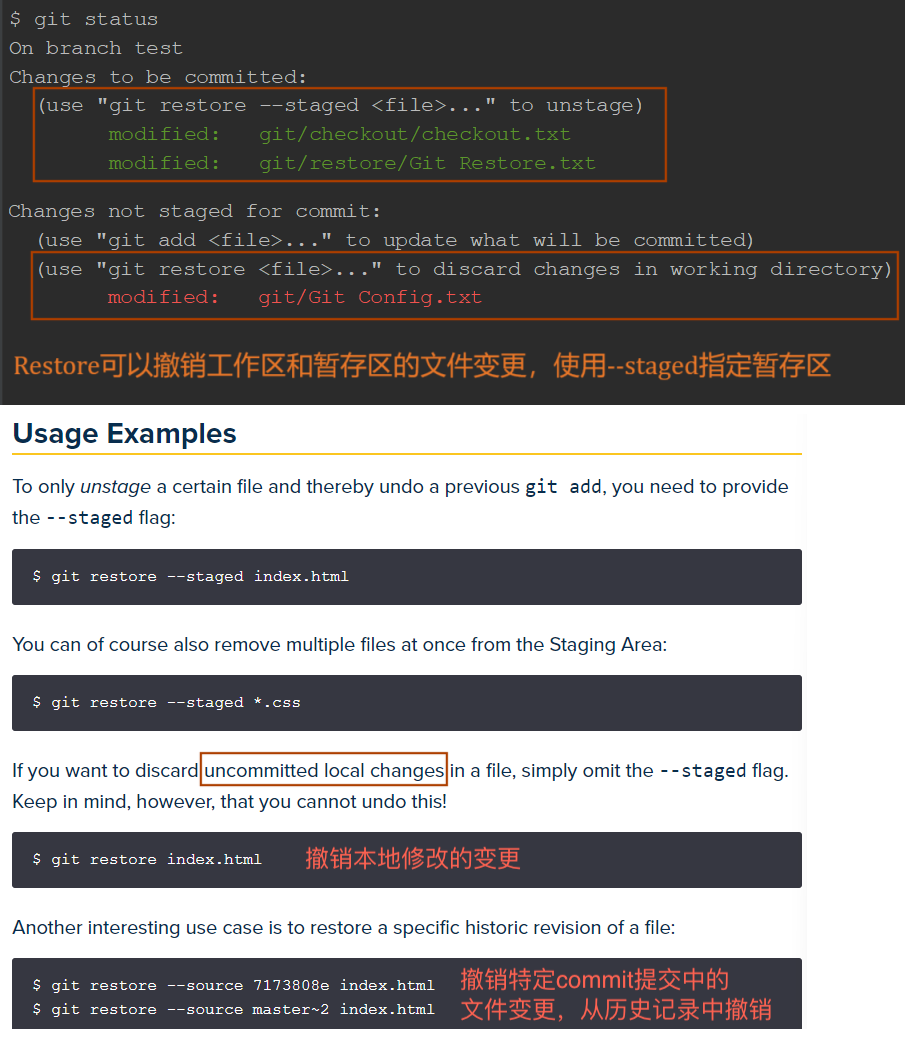 $ git status
On branch test
Changes to be committed:
(use "git restore --staged <file>..." to unstage)
modified:   git/checkout/checkout.txt
modified:   git/restore/Git Restore.txt
Changes not staged for commit:
(use "git add <file>..." to update what will be committed)
(use "git restore <file>..." to discard changes in working directory)
modified:   git/Git Config.txt
Restore可以撤销工作区和暂存区的文件变更，使用--staged指定暂存区
Usage Examples
To only unstage a certain file and thereby undo a previous git add, you need to provide
the --staged flag:
$ git restore --staged index.html
You can of course also remove multiple files at once from the Staging Area:
$ git restore --staged *.css
If you want to discard uncommitted local changes in a file, simply omit the --staged flag.
Keep in mind, however, that you cannot undo this!
$ git restore index.html 撤销本地修改的变更
Another interesting use case is to restore a specific historic revision of a file:
$ git restore --source 7173808e index.html 撤销特定commit提交中的
$ git restore --source master~2 index.html 文件变更，从历史记录中撤销